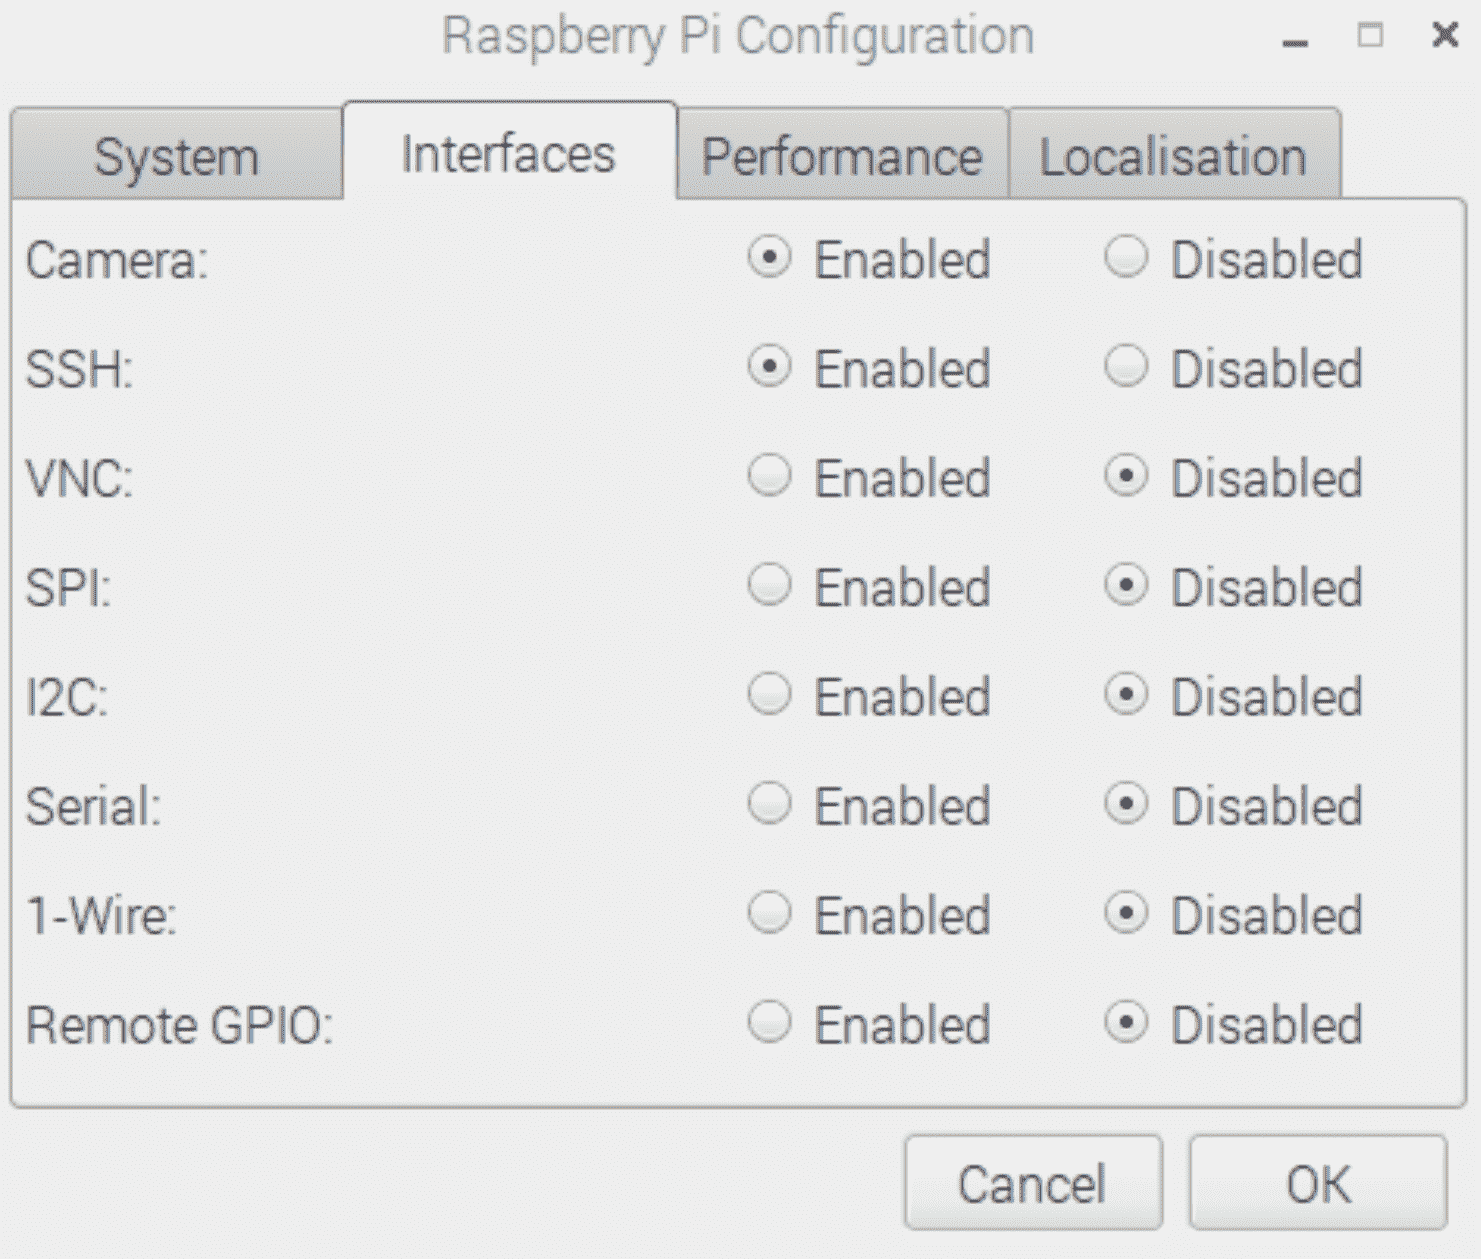 Raspberry Pi Configuration
System Interfaces Performance Localisation
Camera: Enabled Disabled
SSH: Enabled Disabled
VNC: Enabled Disabled
SPI: Enabled Disabled
I2C: Enabled Disabled
Serial: Enabled Disabled
1-Wire: Enabled Disabled
Remote GPIO: Enabled Disabled
Cancel OK